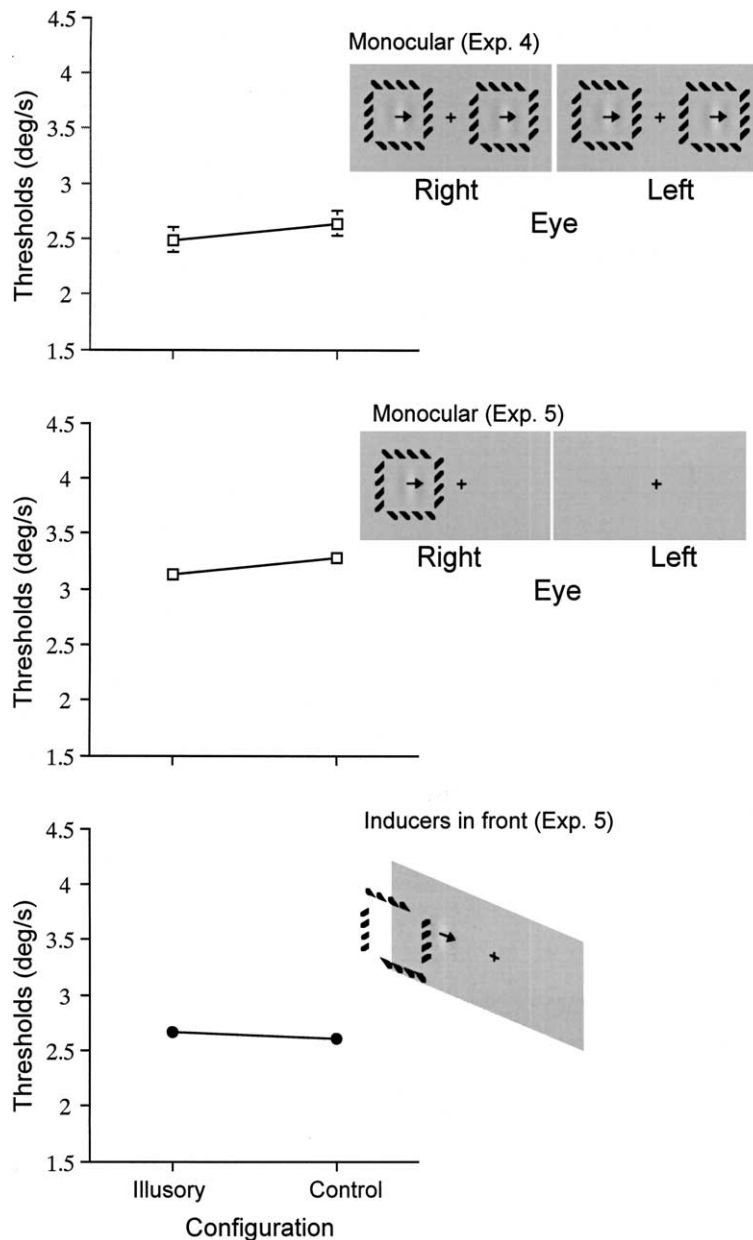 Monocular (Exp. 4)
Right
Left
Eye
Thresholds (deg/s)
4.5
4
3.5
3
2.5
2
1.5
Monocular (Exp. 5)
Right
Left
Eye
Thresholds (deg/s)
4.5
4
3.5
3
2.5
2
1.5
Inducers in front (Exp. 5)
Thresholds (deg/s)
4.5
4
3.5
3
2.5
2
1.5
Illusory
Control
Configuration